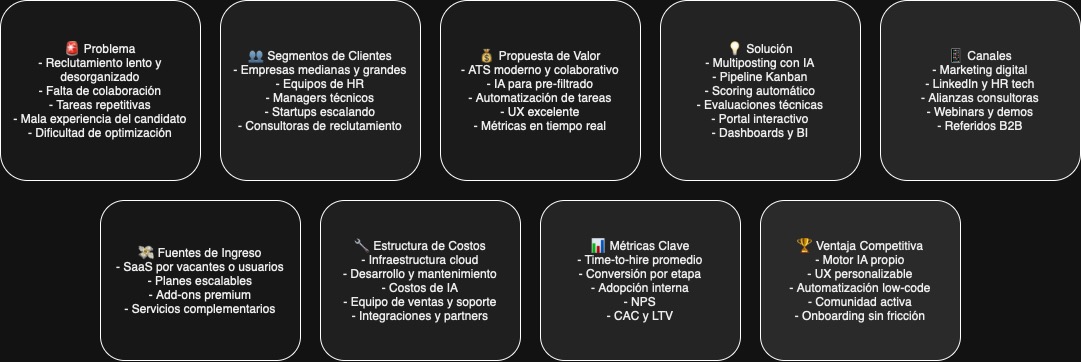 🚨 Problema
- Reclutamiento lento y
desorganizado
- Falta de colaboración
- Tareas repetitivas
- Mala experiencia del candidato
- Dificultad de optimización
👥 Segmentos de Clientes
- Empresas medianas y grandes
- Equipos de HR
- Managers técnicos
- Startups escalando
- Consultoras de reclutamiento
💰 Propuesta de Valor
- ATS moderno y colaborativo
- IA para pre-filtrado
- Automatización de tareas
- UX excelente
- Métricas en tiempo real
💡 Solución
- Multiposting con IA
- Pipeline Kanban
- Scoring automático
- Evaluaciones técnicas
- Portal interactivo
- Dashboards y BI
📱 Canales
- Marketing digital
- LinkedIn y HR tech
- Alianzas consultoras
- Webinars y demos
- Referidos B2B
💸 Fuentes de Ingreso
- SaaS por vacantes o usuarios
- Planes escalables
- Add-ons premium
- Servicios complementarios
🔧 Estructura de Costos
- Infraestructura cloud
- Desarrollo y mantenimiento
- Costos de IA
- Equipo de ventas y soporte
- Integraciones y partners
📊 Métricas Clave
- Time-to-hire promedio
- Conversión por etapa
- Adopción interna
- NPS
- CAC y LTV
🏆 Ventaja Competitiva
- Motor IA propio
- UX personalizable
- Automatización low-code
- Comunidad activa
- Onboarding sin fricción